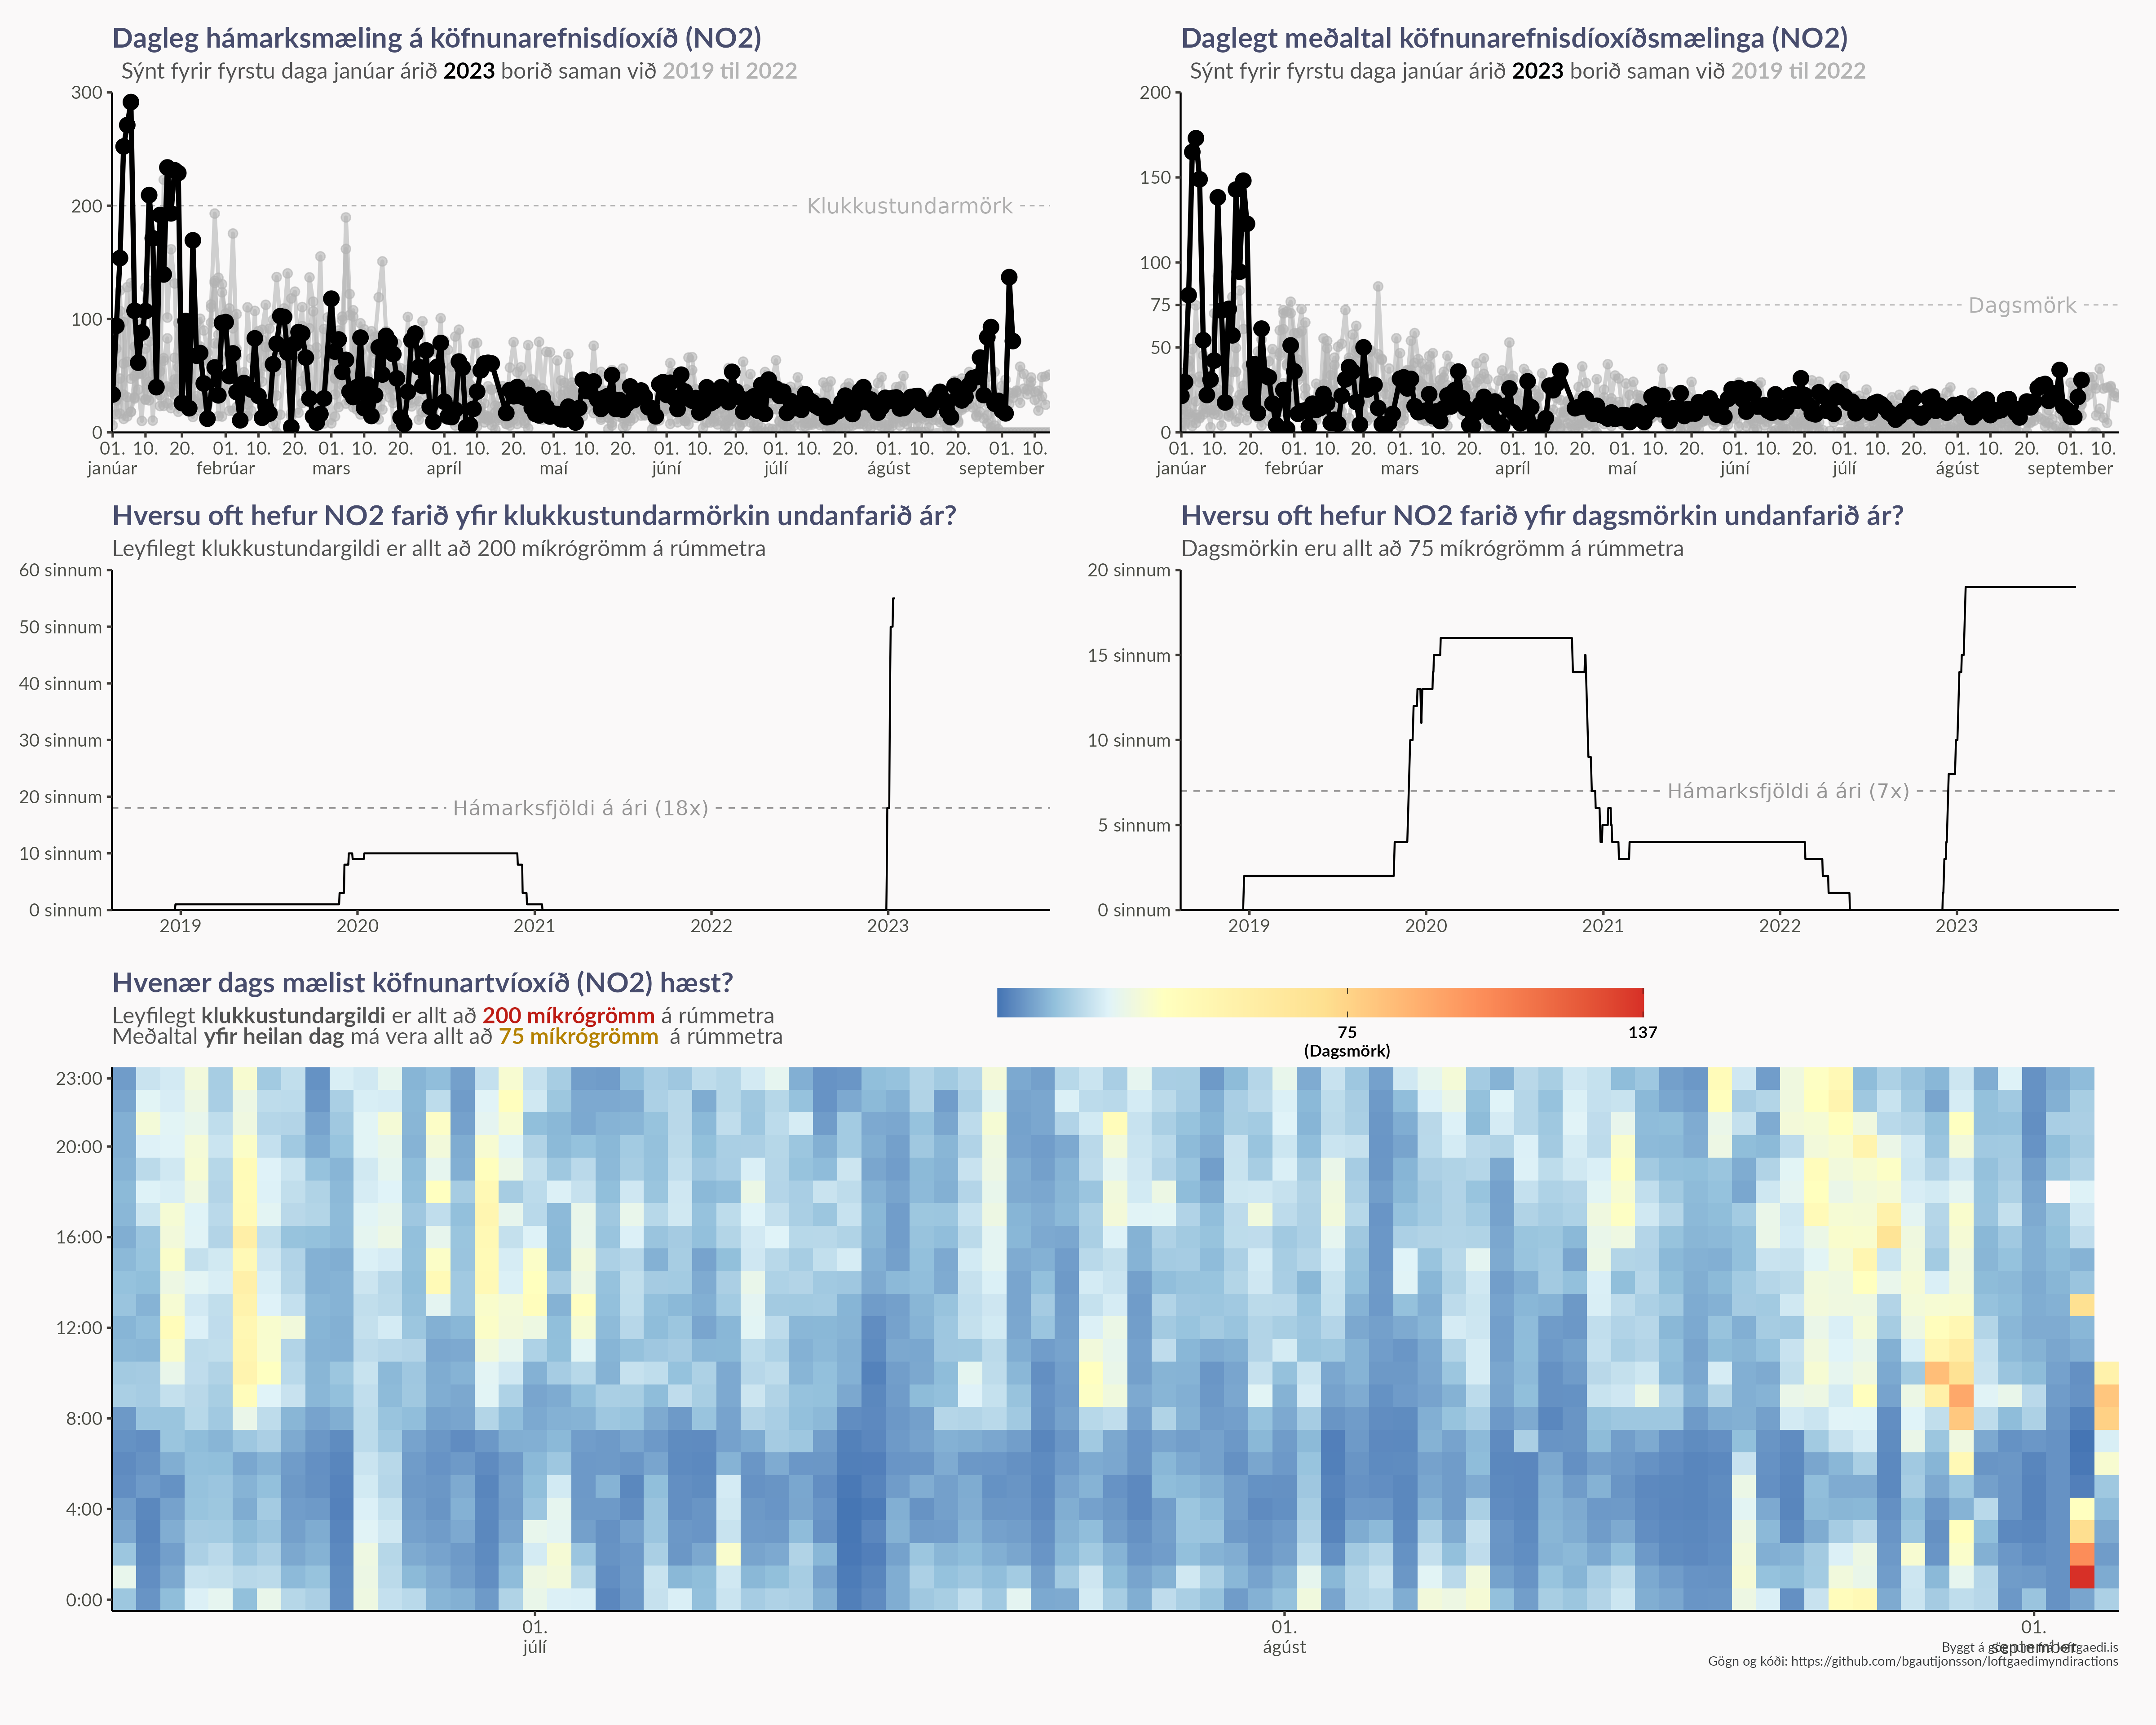 Dagleg hámarksmæling á köfnunarefnisdíoxíð (NO2)
Sýnt fyrir fyrstu daga janúar árið 2023 borið saman við 2019 til 2022
300
200
100
0
Klukkustundarmörk
01. 10. 20. 01. 10. 20. 01. 10. 20. 01. 10. 20. 01. 10. 20. 01. 10. 20. 01. 10. 20. 01. 10. 20. 01. 10.
janúar febrúar mars apríl maí júní júlí ágúst september
Daglegt meðaltal köfnunarefnisdíoxíðsmælinga (NO2)
Sýnt fyrir fyrstu daga janúar árið 2023 borið saman við 2019 til 2022
200
150
100
75
50
0
Dagsmörk
01. 10. 20. 01. 10. 20. 01. 10. 20. 01. 10. 20. 01. 10. 20. 01. 10. 20. 01. 10. 20. 01. 10. 20. 01. 10.
janúar febrúar mars apríl maí júní júlí ágúst september
Hversu oft hefur NO2 farið yfir klukkustundarmörkin undanfarið ár?
Leyfilegt klukkustundargildi er allt að 200 míkrógrömm á rúmmetra
60 sinnum
50 sinnum
40 sinnum
30 sinnum
20 sinnum
10 sinnum
0 sinnum
Hámarksfjöldi á ári (18x)
2019 2020 2021 2022 2023
Hversu oft hefur NO2 farið yfir dagsmörkin undanfarið ár?
Dagsmörkin eru allt að 75 míkrógrömm á rúmmetra
20 sinnum
15 sinnum
10 sinnum
5 sinnum
0 sinnum
Hámarksfjöldi á ári (7x)
2019 2020 2021 2022 2023
Hvenær dags mælist köfnunartvíoxíð (NO2) hæst?
Leyfilegt klukkustundargildi er allt að 200 míkrógrömm á rúmmetra
Meðaltal yfir heilan dag má vera allt að 75 míkrógrömm á rúmmetra
75
(Dagsmörk)
137
23:00
20:00
16:00
12:00
8:00
4:00
0:00
01. 01. 01.
júlí ágúst september
Byggt á gögnum frá loftgaedi.is
Gögn og kóði: https://github.com/bgautijonsson/loftgaedimyndiractions